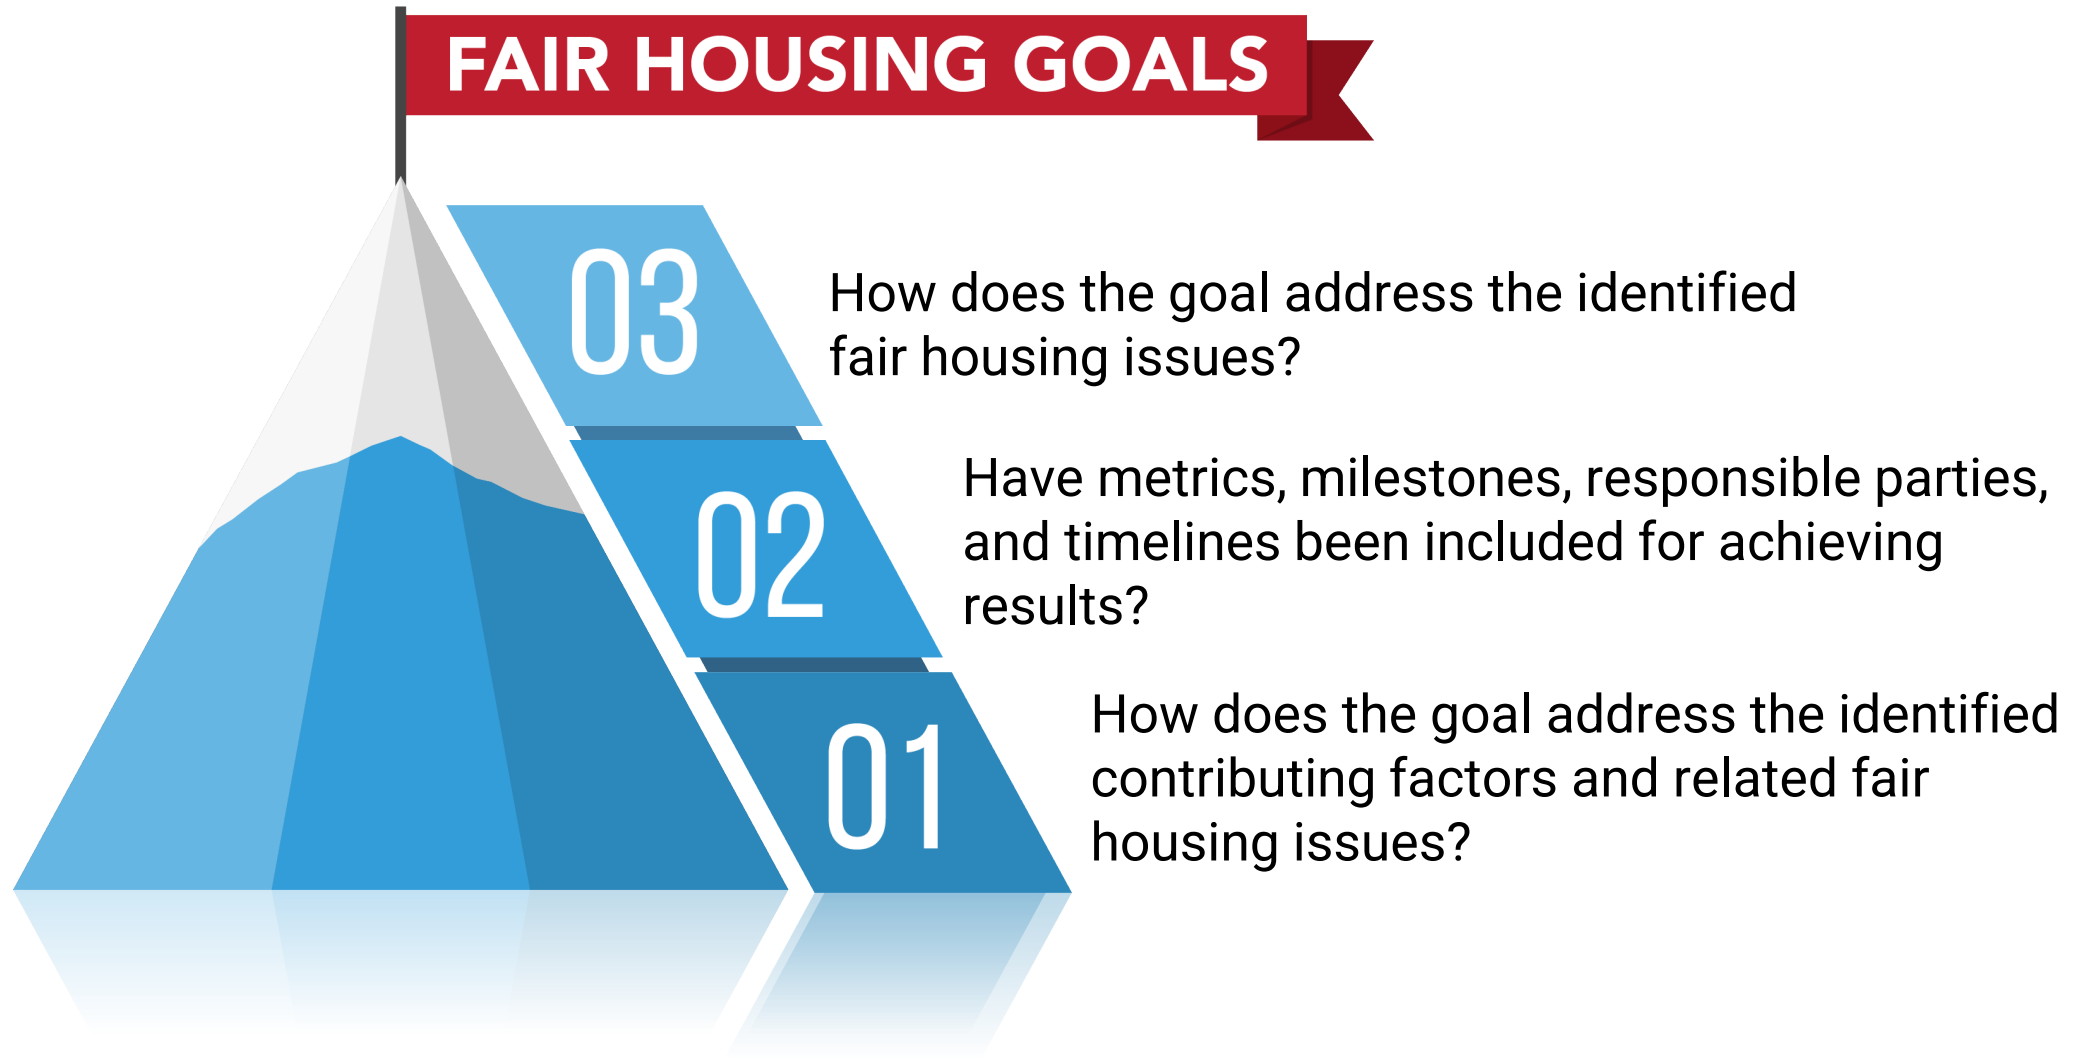 FAIR HOUSING GOALS
03
How does the goal address the identified
fair housing issues?
02
Have metrics, milestones, responsible parties,
and timelines been included for achieving
results?
01
How does the goal address the identified
contributing factors and related fair
housing issues?